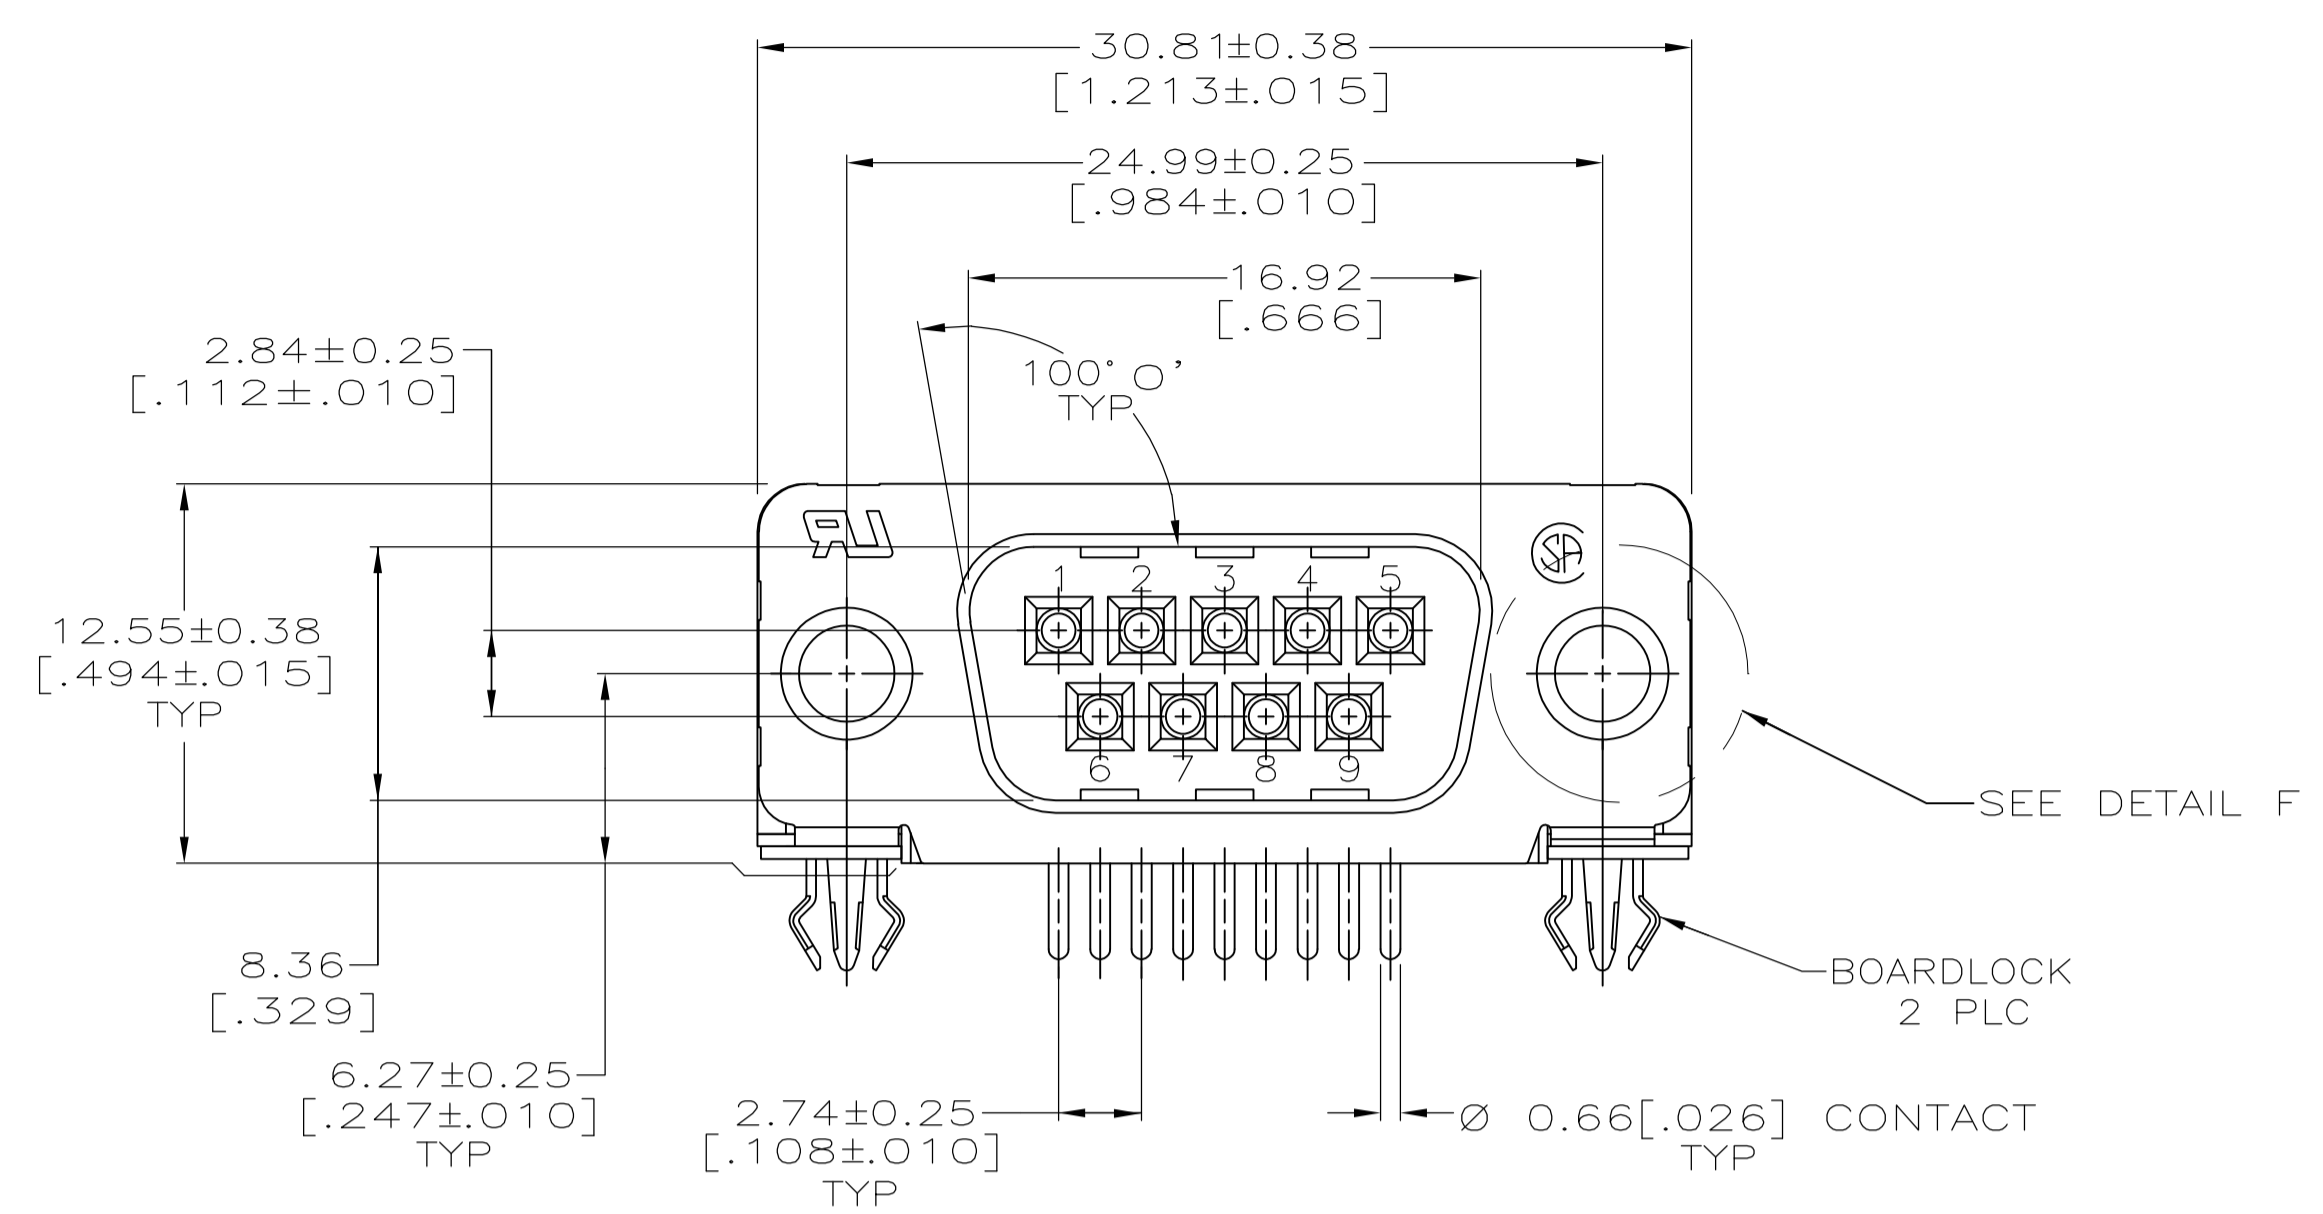 30.81±0.38
[1.213±.015]
24.99±0.25
[.984±.010]
16.92
[.666]
2.84±0.25
[.112±.010]
100° 0'
TYP
12.55±0.38
[.494±.015]
TYP
1 2 3 4 5
6 7 8 9
SEE DETAIL F
8.36
[.329]
BOARDLOCK
2 PLC
6.27±0.25
[.247±.010]
TYP
2.74±0.25
[.108±.010]
TYP
Ø 0.66[.026] CONTACT
TYP